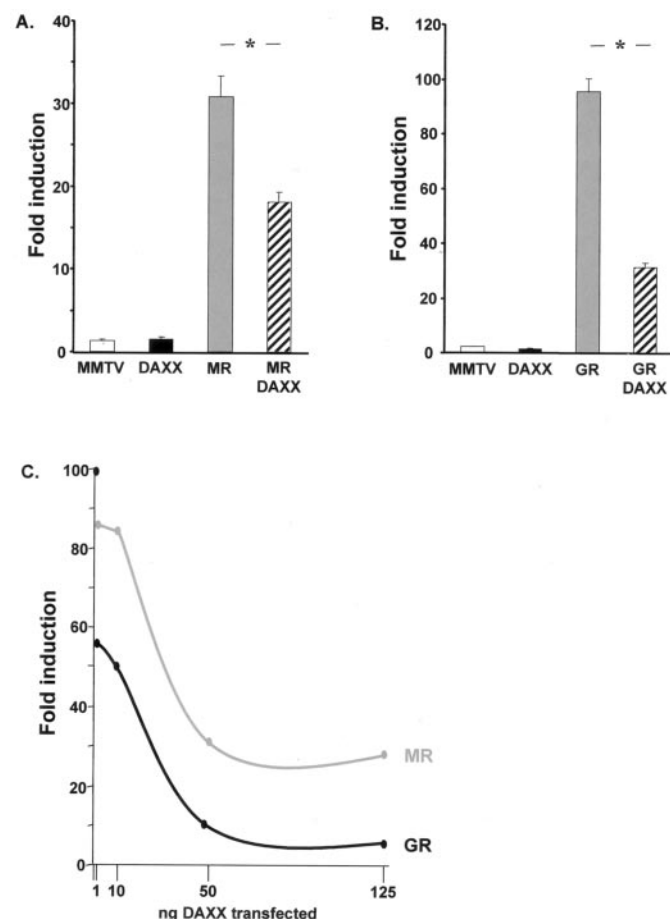 A.
40
30
20
10
0
Fold induction
*
MMTV DAXX MR MR
DAXX
B.
120
100
80
60
40
20
0
Fold induction
*
MMTV DAXX GR GR
DAXX
C.
100
80
60
40
20
0
Fold induction
MR
GR
1 10 50 125
ng DAXX transfected